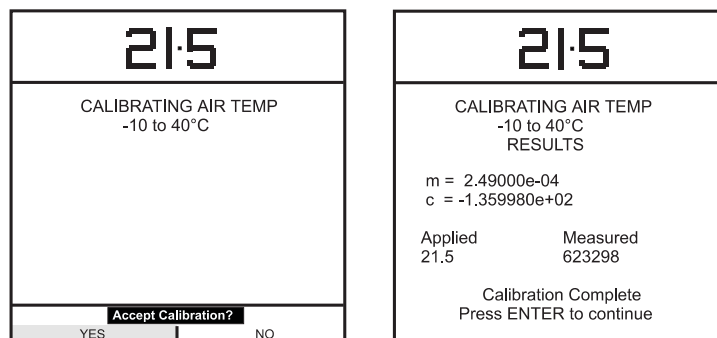 21.5
CALIBRATING AIR TEMP
-10 to 40°C
Accept Calibration?
YES NO
21.5
CALIBRATING AIR TEMP
-10 to 40°C
RESULTS
m = 2.49000e-04
c = -1.359980e+02
Applied Measured
21.5 623298
Calibration Complete
Press ENTER to continue